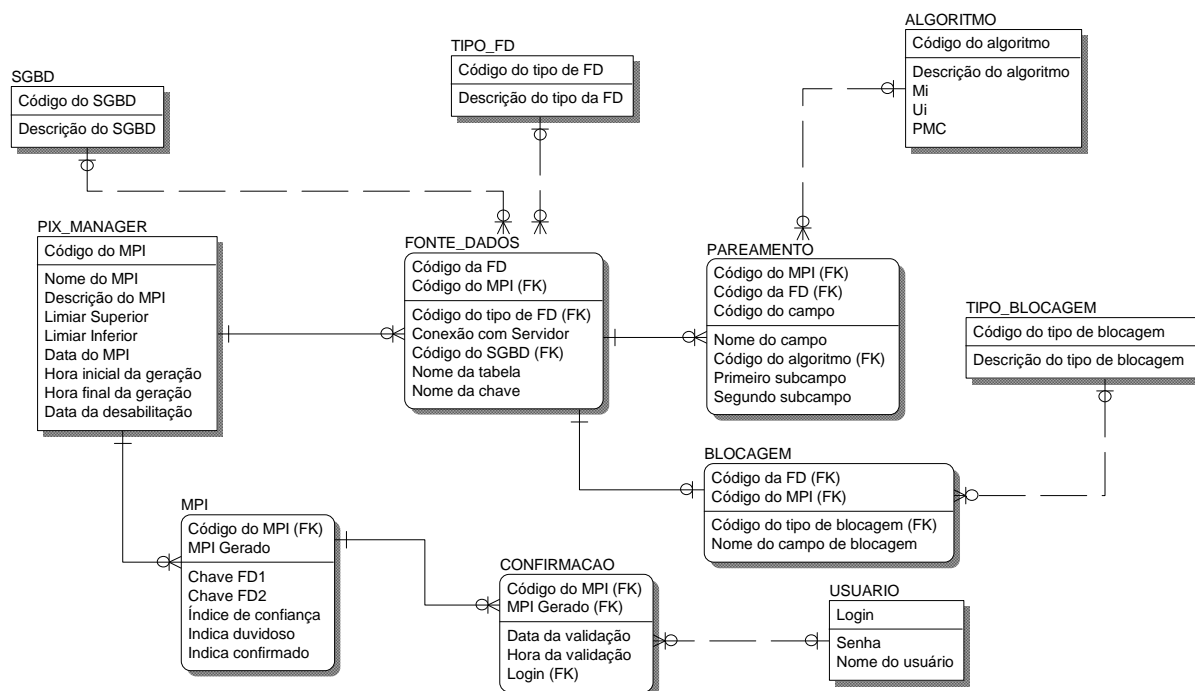 ALGORITMO
Código do algoritmo
Descrição do algoritmo
Mi
Ui
PMC
TIPO_FD
Código do tipo de FD
Descrição do tipo da FD
SGBD
Código do SGBD
Descrição do SGBD
PIX_MANAGER
Código do MPI
Nome do MPI
Descrição do MPI
Limiar Superior
Limiar Inferior
Data do MPI
Hora inicial da geração
Hora final da geração
Data da desabilitação
FONTE_DADOS
Código da FD
Código do MPI (FK)
Código do tipo de FD (FK)
Conexão com Servidor
Código do SGBD (FK)
Nome da tabela
Nome da chave
PAREAMENTO
Código do MPI (FK)
Código da FD (FK)
Código do campo
Nome do campo
Código do algoritmo (FK)
Primeiro subcampo
Segundo subcampo
TIPO_BLOCAGEM
Código do tipo de blocagem
Descrição do tipo de blocagem
BLOCAGEM
Código da FD (FK)
Código do MPI (FK)
Código do tipo de blocagem (FK)
Nome do campo de blocagem
MPI
Código do MPI (FK)
MPI Gerado
Chave FD1
Chave FD2
Índice de confiança
Indica duvidoso
Indica confirmado
CONFIRMACAO
Código do MPI (FK)
MPI Gerado (FK)
Data da validação
Hora da validação
Login (FK)
USUARIO
Login
Senha
Nome do usuário